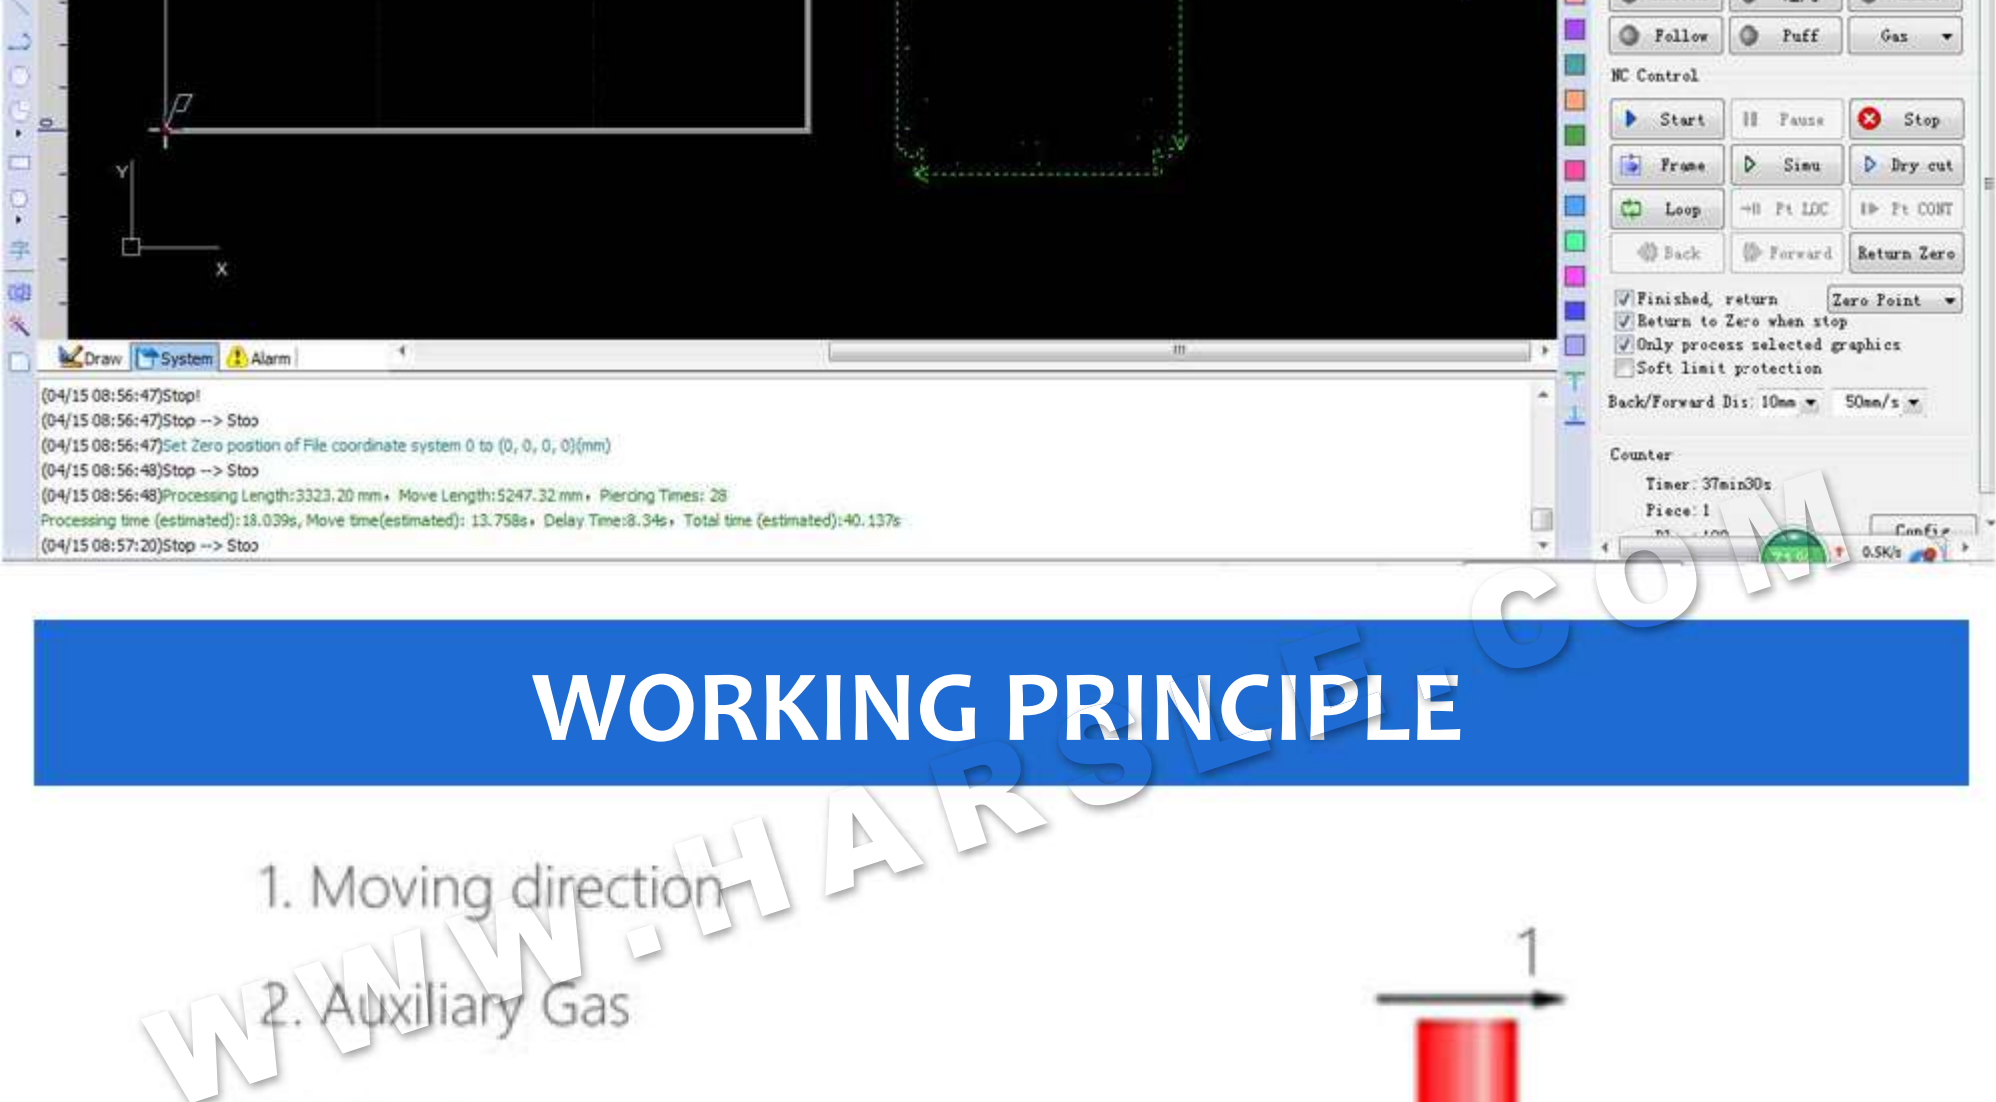 Follow Puff Gas
NC Control
Start Pause Stop
Frame Simu Dry cut
Loop Pt LOC Pt CONT
Back Forward Return Zero
Finished, return Zero Point
Return to Zero when stop
Only process selected graphics
Soft limit protection
Back/Forward Dis: 10mm 50mm/s
Counter
Timer: 37min30s
Piece: 1
Config
0.5K/s
0
Y
X
字
Draw System Alarm
(04/15 08:56:47)Stop!
(04/15 08:56:47)Stop --> Stop
(04/15 08:56:47)Set Zero position of File coordinate system 0 to (0, 0, 0, 0)(mm)
(04/15 08:56:48)Stop --> Stop
(04/15 08:56:48)Processing Length:3323.20 mm，Move Length:5247.32 mm，Piercing Times: 28
Processing time (estimated):18.039s, Move time(estimated): 13.758s，Delay Time:8.34s，Total time (estimated):40.137s
(04/15 08:57:20)Stop --> Stop
WORKING PRINCIPLE
1. Moving direction
2. Auxiliary Gas
1
WWW.HARSLE.COM